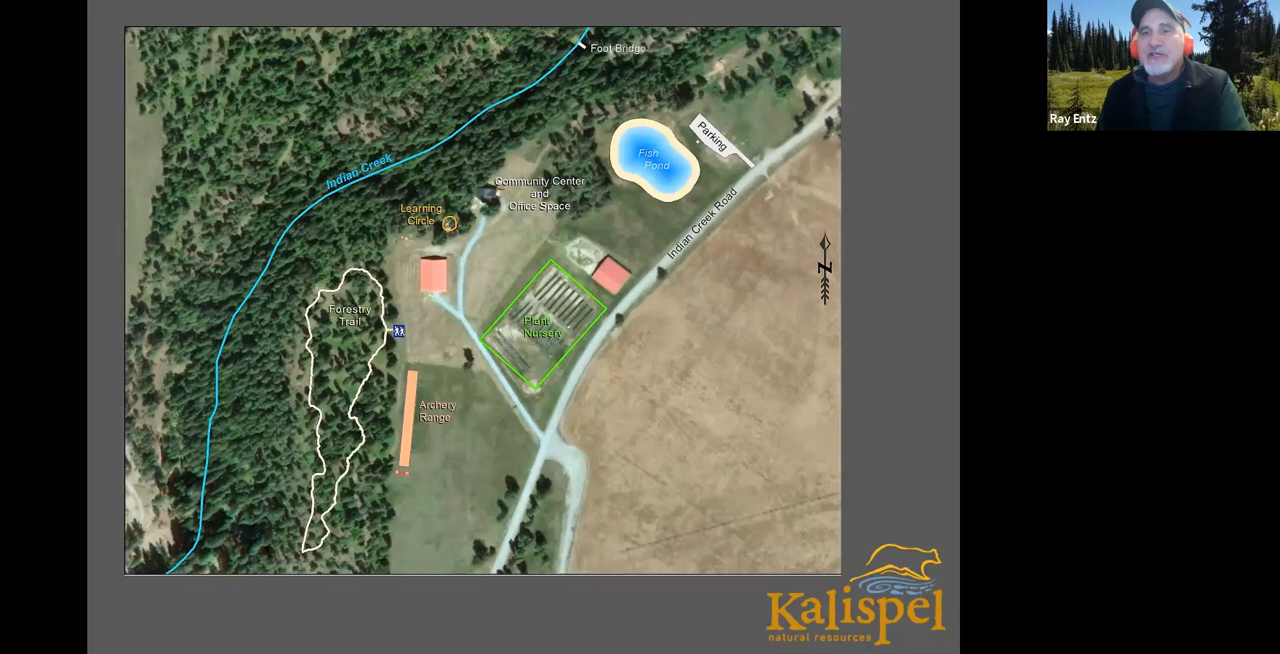 Foot Bridge
Parking
Fish
Pond
Indian Creek
Community Center
and
Office Space
Learning
Circle
Indian Creek Road
N
Forestry
Trail
Plant
Nursery
Archery
Range
Kalispel
natural resources
Ray Entz